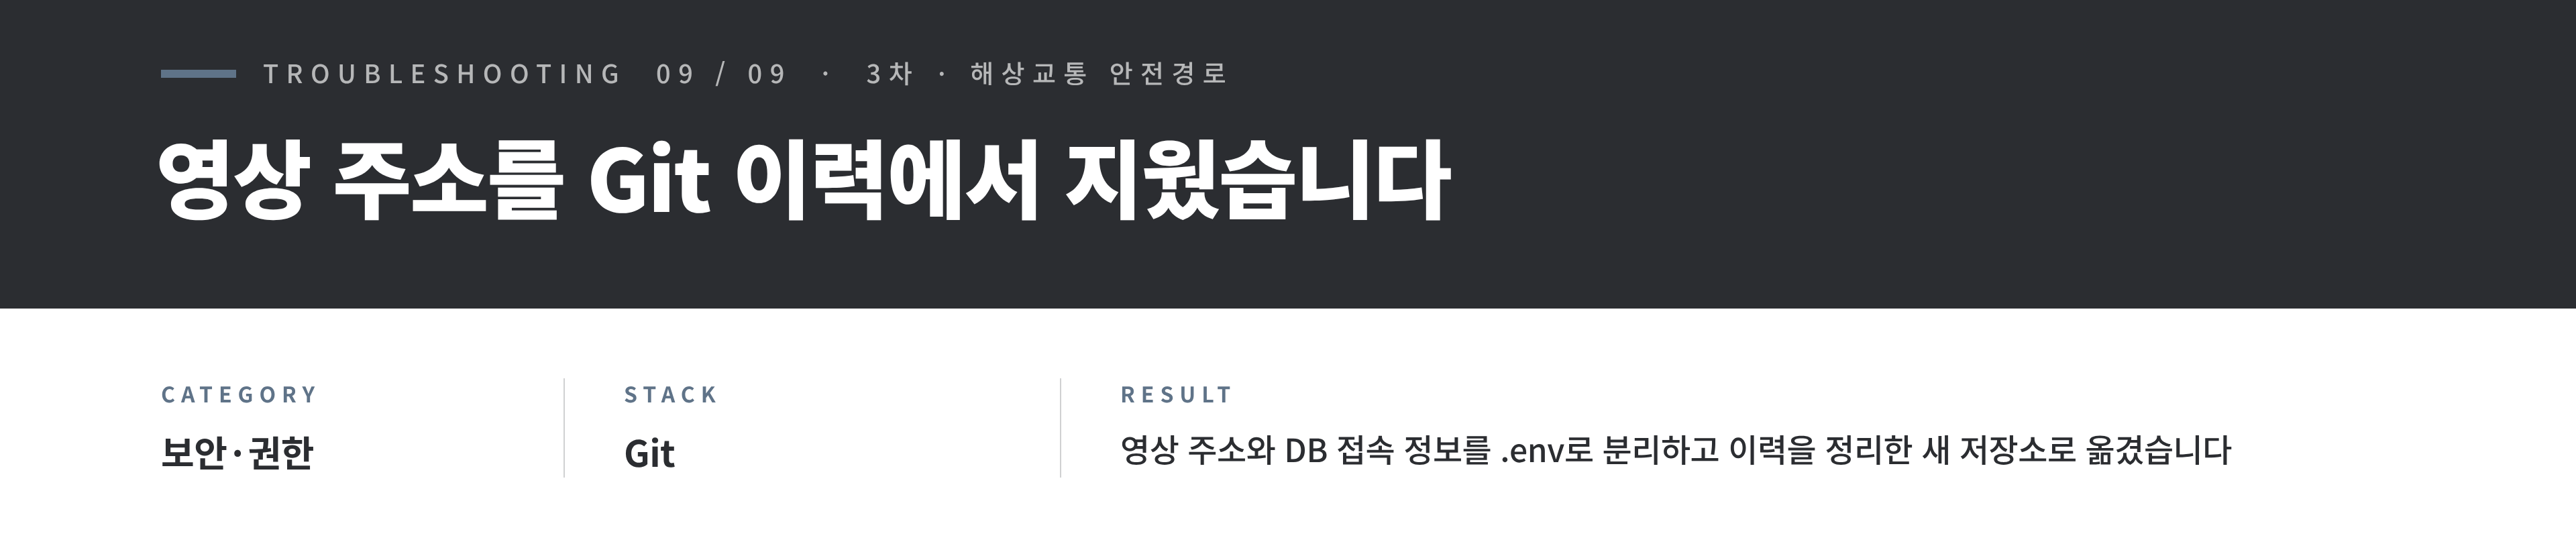 TROUBLESHOOTING 09 / 09 · 3차 · 해상교통 안전경로
영상 주소를 Git 이력에서 지웠습니다
CATEGORY
보안·권한
STACK
Git
RESULT
영상 주소와 DB 접속 정보를 .env로 분리하고 이력을 정리한 새 저장소로 옮겼습니다